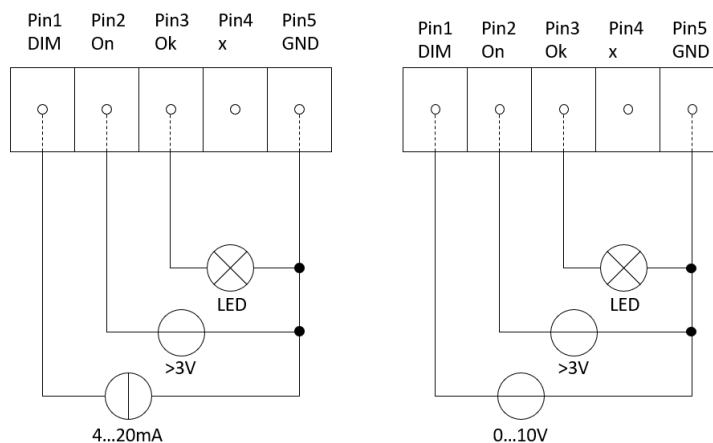 Pin1 Pin2 Pin3 Pin4 Pin5
DIM On Ok x GND
LED
>3V
4...20mA
Pin1 Pin2 Pin3 Pin4 Pin5
DIM On Ok x GND
LED
>3V
0...10V